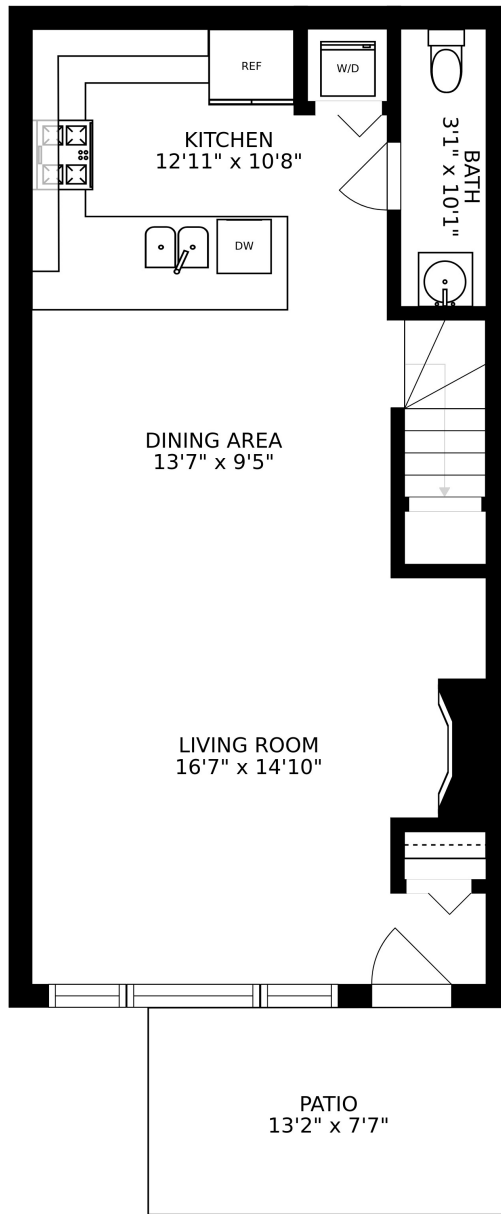 REF
W/D
KITCHEN
12'11" x 10'8"
BATH
3'1" x 10'1"
DW
DINING AREA
13'7" x 9'5"
LIVING ROOM
16'7" x 14'10"
PATIO
13'2" x 7'7"